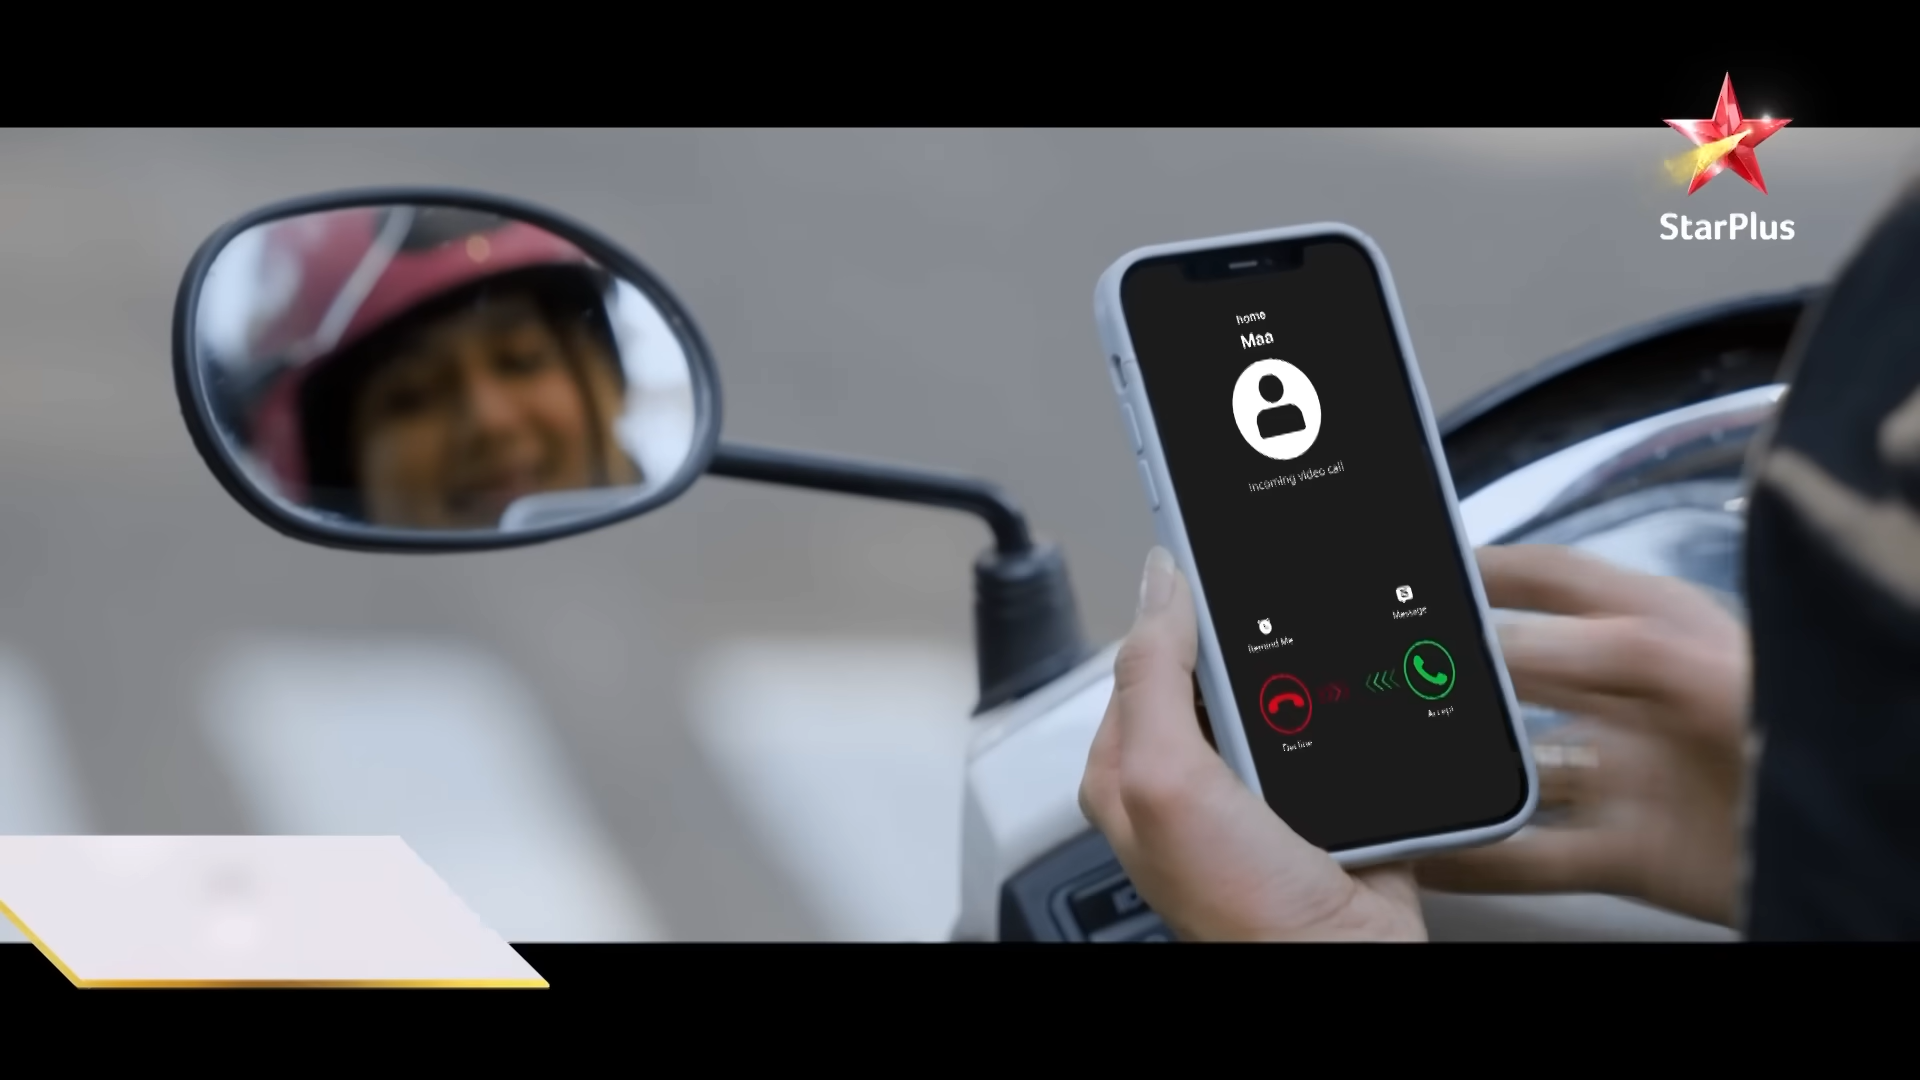 StarPlus
home
Maa
Incoming video call
Message
Remind Me
Accept
Decline